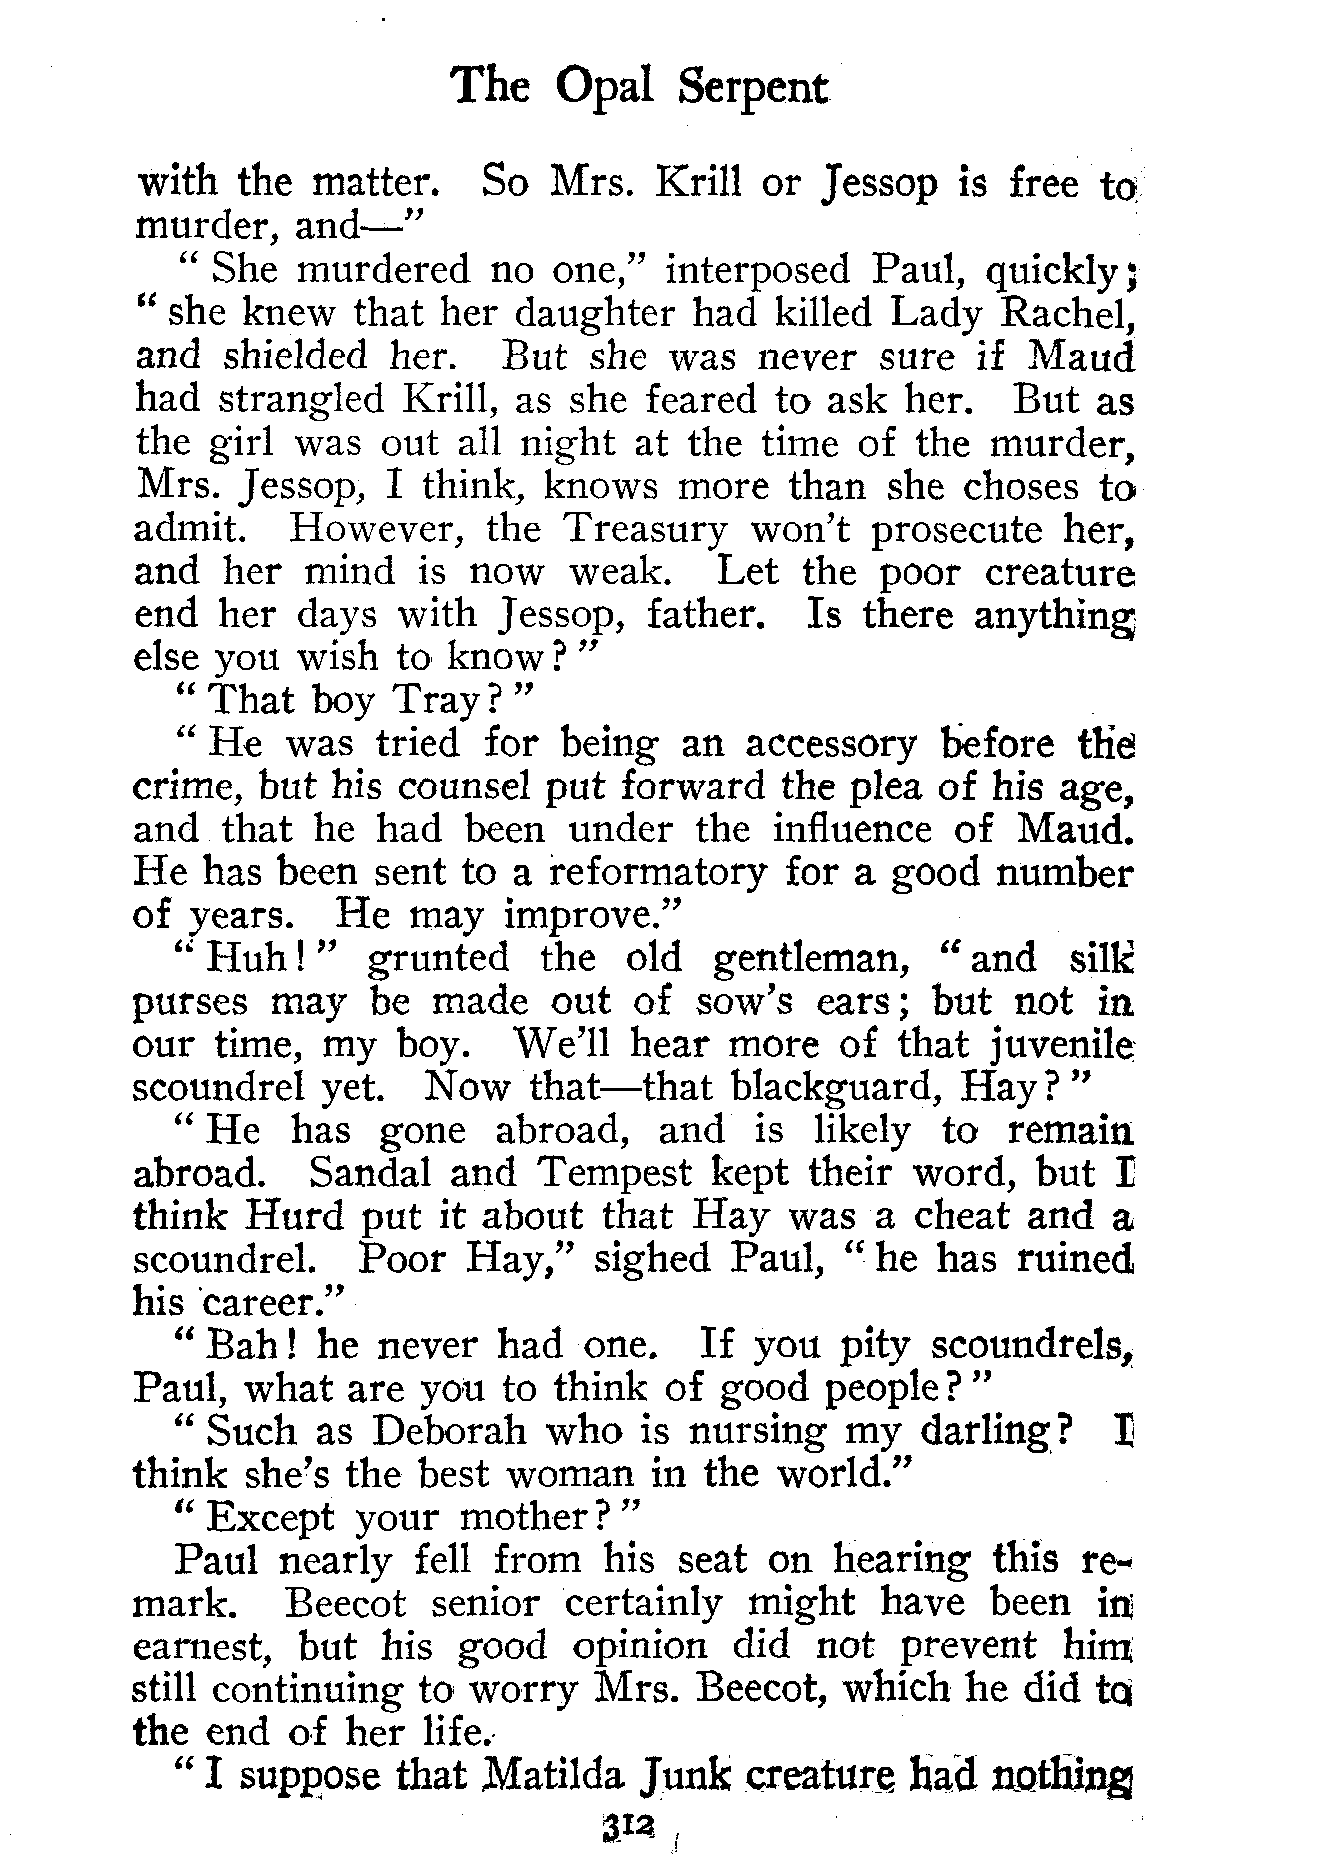 The Opal Serpent
with the matter. So Mrs. Krill or Jessop is free to
murder, and—"
" She murdered no one," interposed Paul, quickly;
" she knew that her daughter had killed Lady Rachel,
and shielded her. But she was never sure if Maud
had strangled Krill, as she feared to ask her. But as
the girl was out all night at the time of the murder,
Mrs. Jessop, I think, knows more than she choses to
admit. However, the Treasury won't prosecute her,
and her mind is now weak. Let the poor creature
end her days with Jessop, father. Is there anything
else you wish to know? "
" That boy Tray? "
" He was tried for being an accessory before the
crime, but his counsel put forward the plea of his age,
and that he had been under the influence of Maud.
He has been sent to a reformatory for a good number
of years. He may improve."
" Huh! " grunted the old gentleman, " and silk
purses may be made out of sow's ears; but not in
our time, my boy. We'll hear more of that juvenile
scoundrel yet. Now that—that blackguard, Hay? "
" He has gone abroad, and is likely to remain
abroad. Sandal and Tempest kept their word, but I
think Hurd put it about that Hay was a cheat and a
scoundrel. Poor Hay," sighed Paul, " he has ruined
his career."
" Bah! he never had one. If you pity scoundrels,
Paul, what are you to think of good people? "
" Such as Deborah who is nursing my darling? I
think she's the best woman in the world."
" Except your mother? "
Paul nearly fell from his seat on hearing this re-
mark. Beecot senior certainly might have been in
earnest, but his good opinion did not prevent him
still continuing to worry Mrs. Beecot, which he did to
the end of her life.
" I suppose that Matilda Junk creature had nothing
312